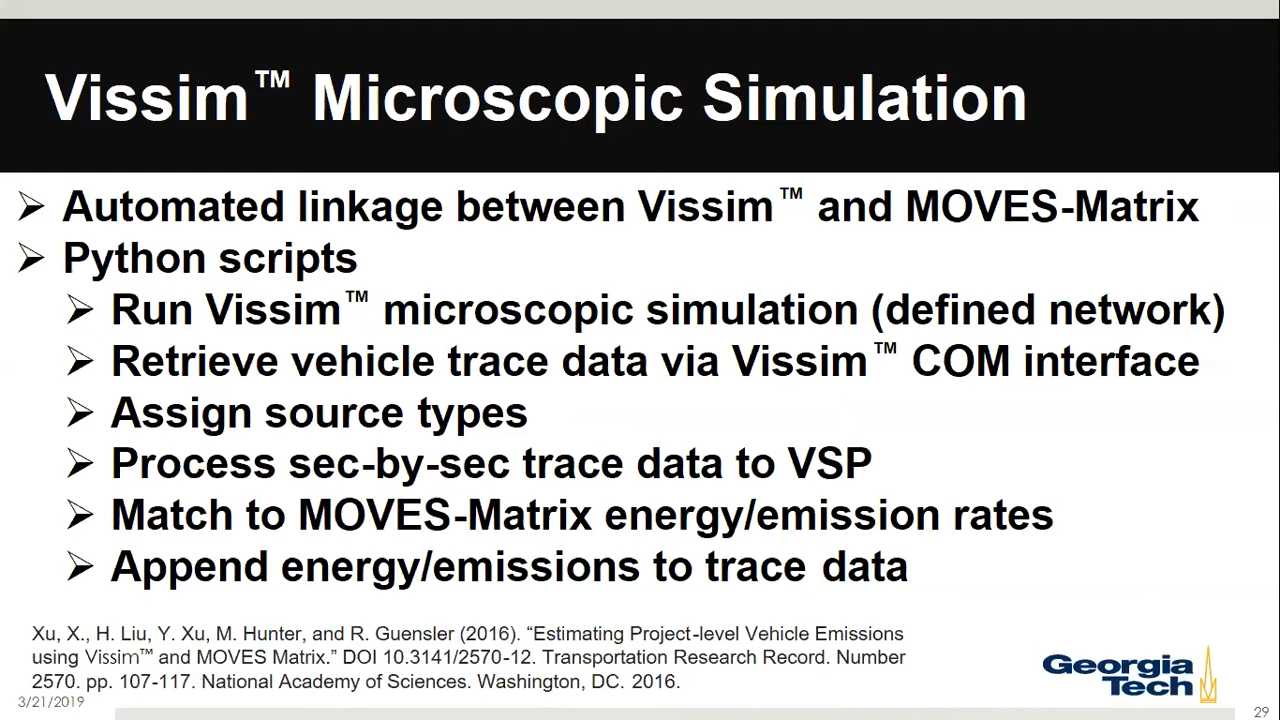 Vissim™ Microscopic Simulation
➢ Automated linkage between Vissim™ and MOVES-Matrix
➢ Python scripts
➢ Run Vissim™ microscopic simulation (defined network)
➢ Retrieve vehicle trace data via Vissim™ COM interface
➢ Assign source types
➢ Process sec-by-sec trace data to VSP
➢ Match to MOVES-Matrix energy/emission rates
➢ Append energy/emissions to trace data
Xu, X., H. Liu, Y. Xu, M. Hunter, and R. Guensler (2016). “Estimating Project-level Vehicle Emissions
using Vissim™ and MOVES Matrix.” DOI 10.3141/2570-12. Transportation Research Record. Number
2570. pp. 107-117. National Academy of Sciences. Washington, DC. 2016.
Georgia
Tech
3/21/2019
29